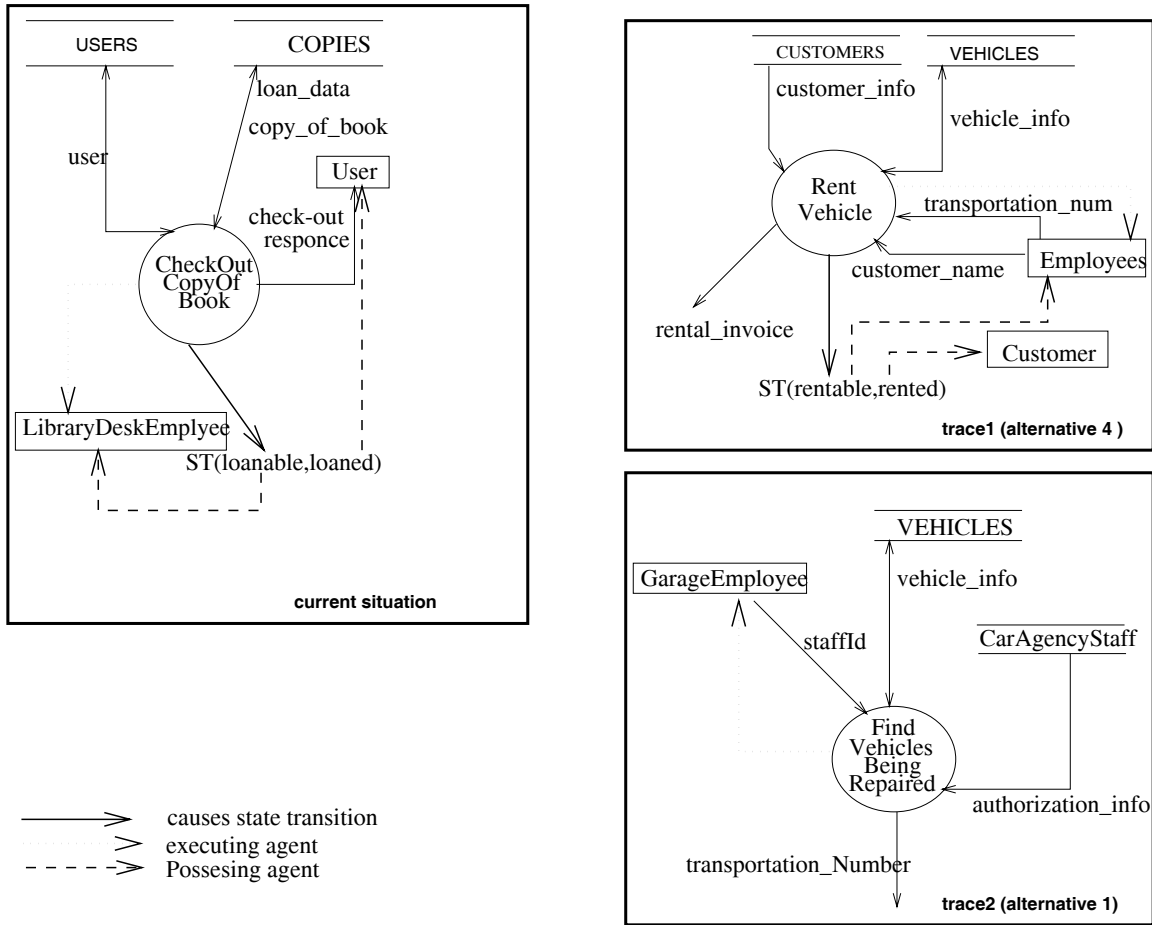 USERS
COPIES
loan_data
copy_of_book
user
User
check-out
responce
CheckOut
CopyOf
Book
LibraryDeskEmplyee
ST(loanable,loaned)
current situation
causes state transition
executing agent
Possesing agent
CUSTOMERS
VEHICLES
customer_info
vehicle_info
Rent
Vehicle
transportation_num
Employees
customer_name
rental_invoice
Customer
ST(rentable,rented)
trace1 (alternative 4 )
VEHICLES
GarageEmployee
vehicle_info
staffId
CarAgencyStaff
Find
Vehicles
Being
Repaired
authorization_info
transportation_Number
trace2 (alternative 1)